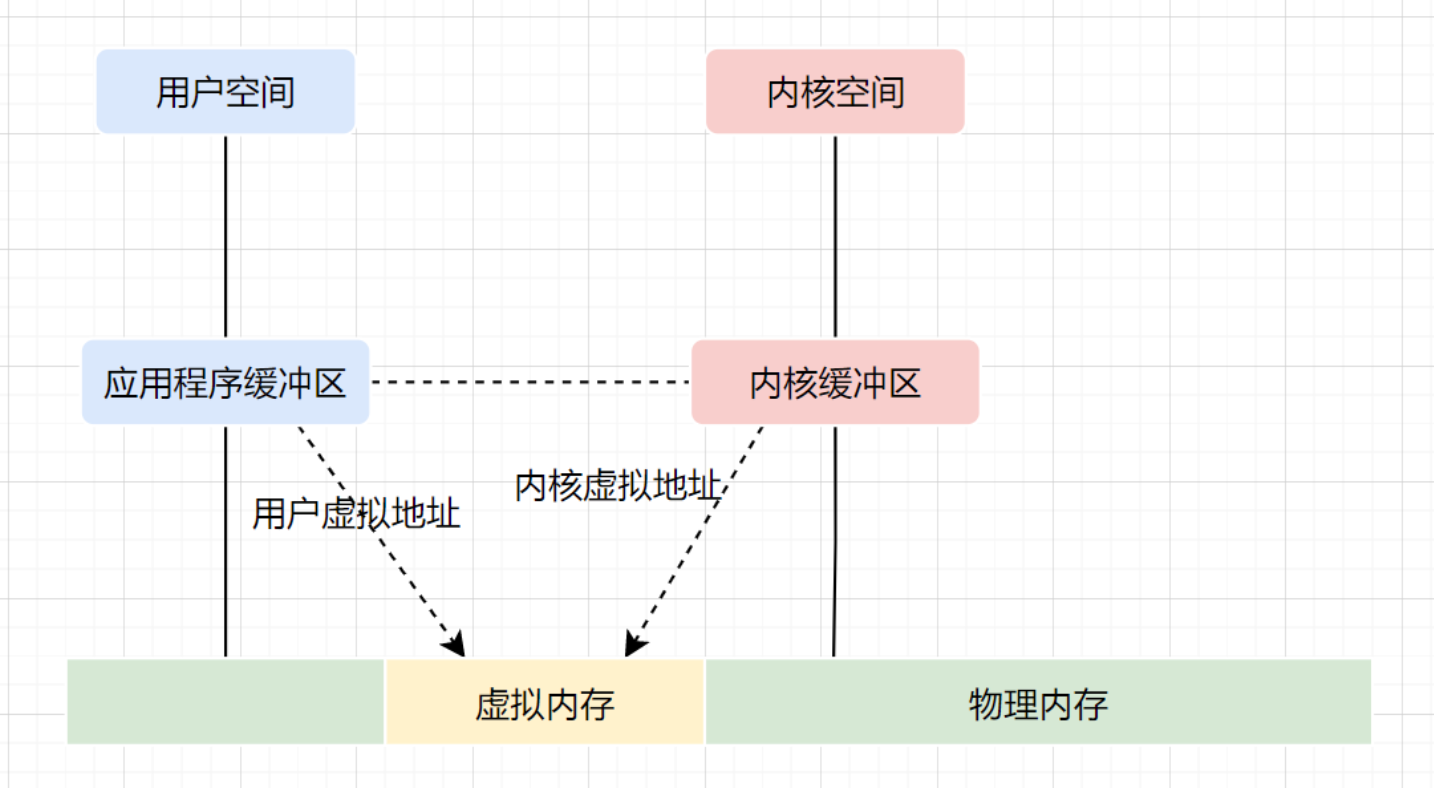 用户空间
内核空间
应用程序缓冲区
内核缓冲区
内核虚拟地址
用户虚拟地址
虚拟内存
物理内存